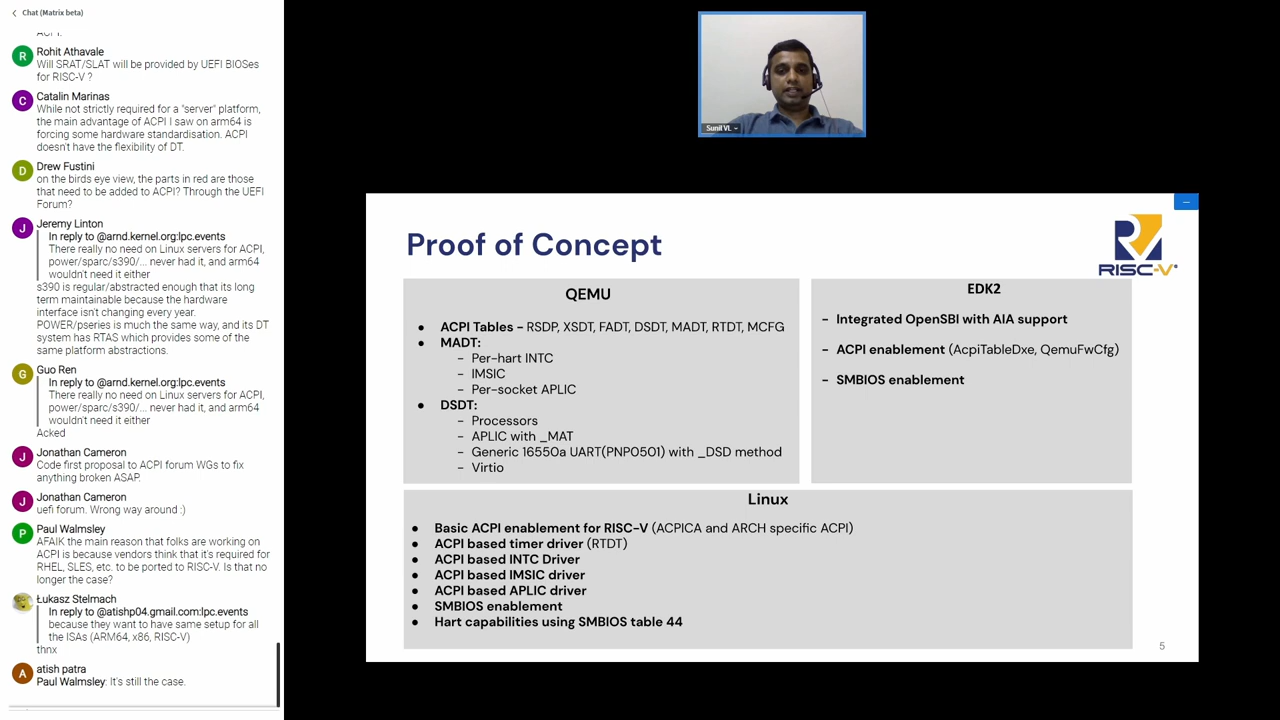 Chat (Matrix beta)
R
Rohit Athavale
Will SRAT/SLAT will be provided by UEFI BIOSes
for RISC-V ?
C
Catalin Marinas
While not strictly required for a "server" platform,
the main advantage of ACPI I saw on arm64 is
forcing some hardware standardisation. ACPI
doesn't have the flexibility of DT.
D
Drew Fustini
on the birds eye view, the parts in red are those
that need to be added to ACPI? Through the UEFI
Forum?
J
Jeremy Linton
In reply to @arnd.kernel.org:lpc.events
There really no need on Linux servers for ACPI,
power/sparc/s390/... never had it, and arm64
wouldn't need it either
s390 is regular/abstracted enough that its long
term maintainable because the hardware
interface isn't changing every year.
POWER/pseries is much the same way, and its DT
system has RTAS which provides some of the
same platform abstractions.
G
Guo Ren
In reply to @arnd.kernel.org:lpc.events
There really no need on Linux servers for ACPI,
power/sparc/s390/... never had it, and arm64
wouldn't need it either
Acked
J
Jonathan Cameron
Code first proposal to ACPI forum WGs to fix
anything broken ASAP.
J
Jonathan Cameron
uefi forum. Wrong way around :)
P
Paul Walmsley
AFAIK the main reason that folks are working on
ACPI is because vendors think that it's required for
RHEL, SLES, etc. to be ported to RISC-V. Is that no
longer the case?
Łukasz Stelmach
In reply to @atishp04.gmail.com:lpc.events
because they want to have same setup for all
the ISAs (ARM64, x86, RISC-V)
thnx
A
atish patra
Paul Walmsley: It's still the case.
Sunil VL
Proof of Concept
RISC-V®
QEMU
• ACPI Tables - RSDP, XSDT, FADT, DSDT, MADT, RTDT, MCFG
• MADT:
- Per-hart INTC
- IMSIC
- Per-socket APLIC
• DSDT:
- Processors
- APLIC with _MAT
- Generic 16550a UART(PNP0501) with _DSD method
- Virtio
EDK2
- Integrated OpenSBI with AIA support
- ACPI enablement (AcpiTableDxe, QemuFwCfg)
- SMBIOS enablement
Linux
• Basic ACPI enablement for RISC-V (ACPICA and ARCH specific ACPI)
• ACPI based timer driver (RTDT)
• ACPI based INTC Driver
• ACPI based IMSIC driver
• ACPI based APLIC driver
• SMBIOS enablement
• Hart capabilities using SMBIOS table 44
5